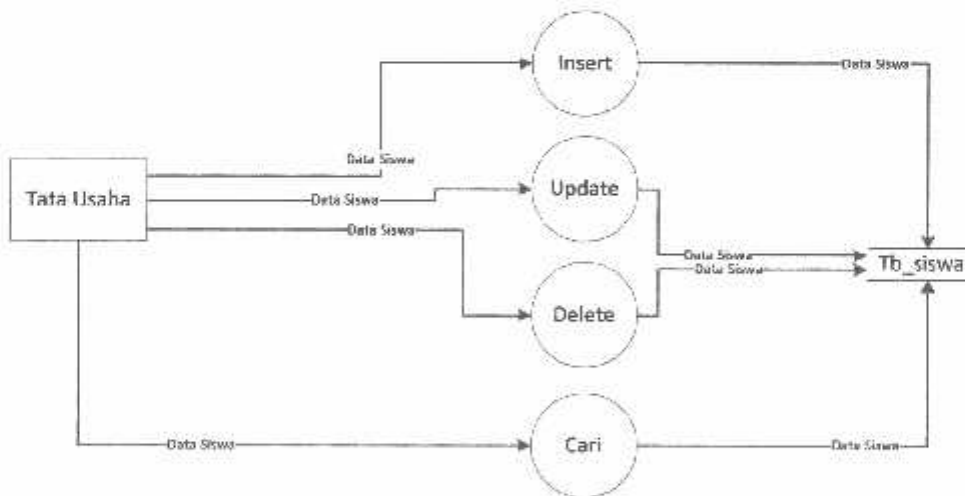 Insert
Data Siswa
Data Siswa
Tata Usaha
Data Siswa
Update
Data Siswa
Data Siswa
Data Siswa
Tb_siswa
Delete
Data Siswa
Cari
Data Siswa